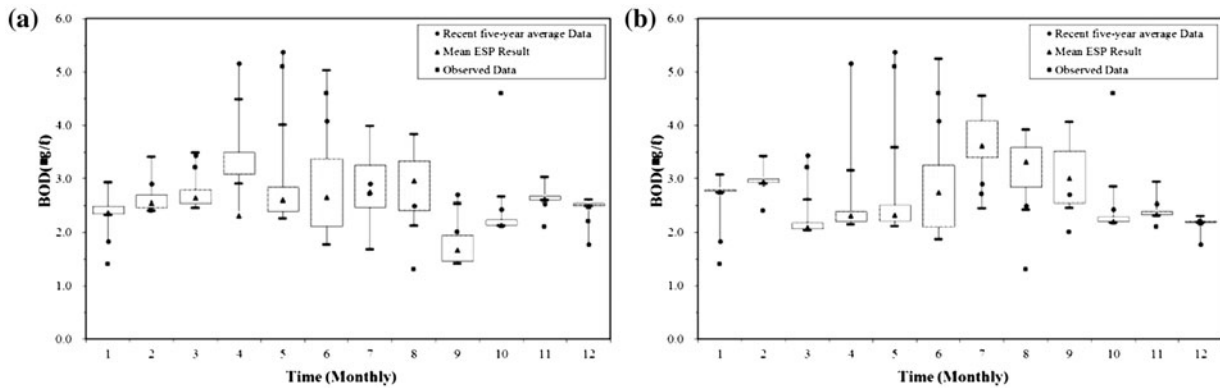 (a)
6.0
5.0
4.0
3.0
2.0
1.0
0.0
BOD(㎎/ℓ)
Recent five-year average Data
Mean ESP Result
Observed Data
1 2 3 4 5 6 7 8 9 10 11 12
Time (Monthly)
(b)
6.0
5.0
4.0
3.0
2.0
1.0
0.0
BOD(㎎/ℓ)
Recent five-year average Data
Mean ESP Result
Observed Data
1 2 3 4 5 6 7 8 9 10 11 12
Time (Monthly)